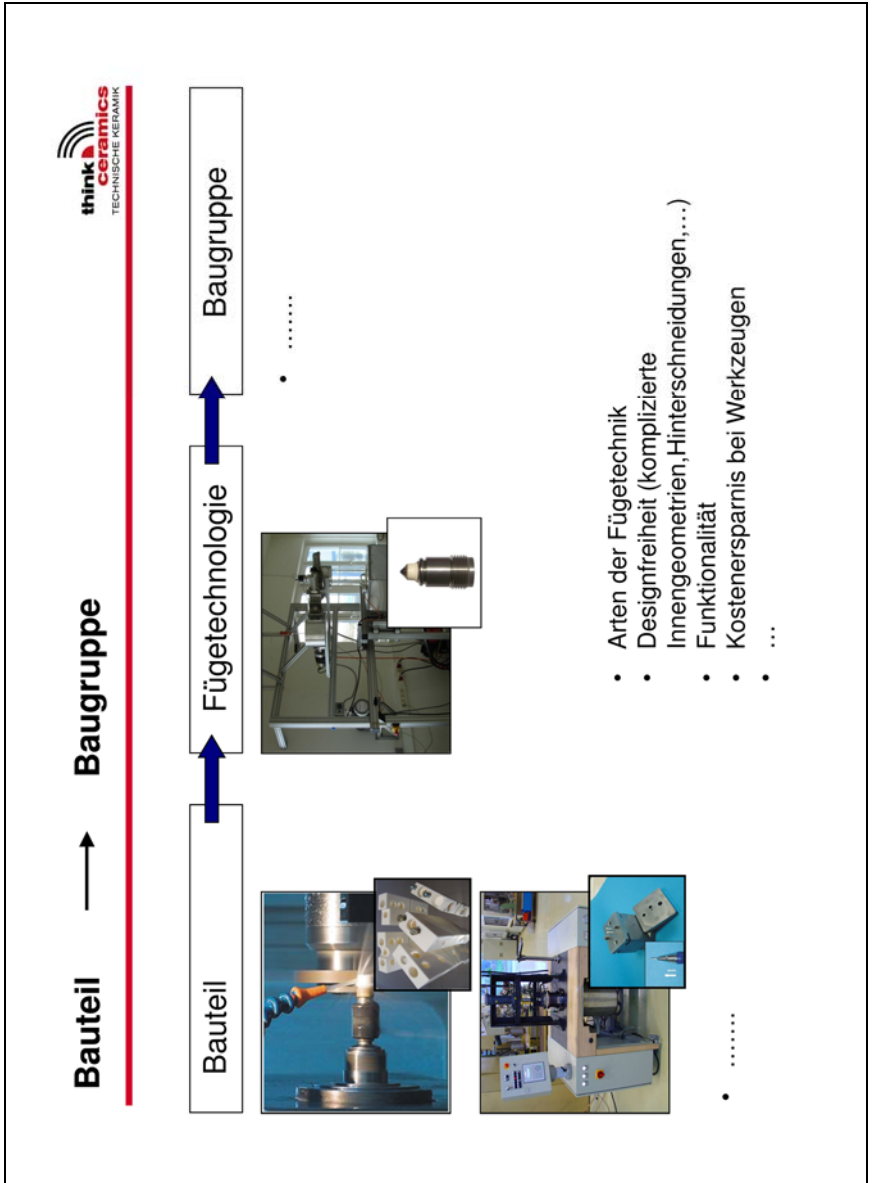 Bauteil → Baugruppe
think
ceramics
TECHNISCHE KERAMIK
Bauteil
Fügetechnologie
Baugruppe
• .......
• .......
• Arten der Fügetechnik
• Designfreiheit (komplizierte
Innengeometrien,Hinterschneidungen,…)
• Funktionalität
• Kostenersparnis bei Werkzeugen
• …